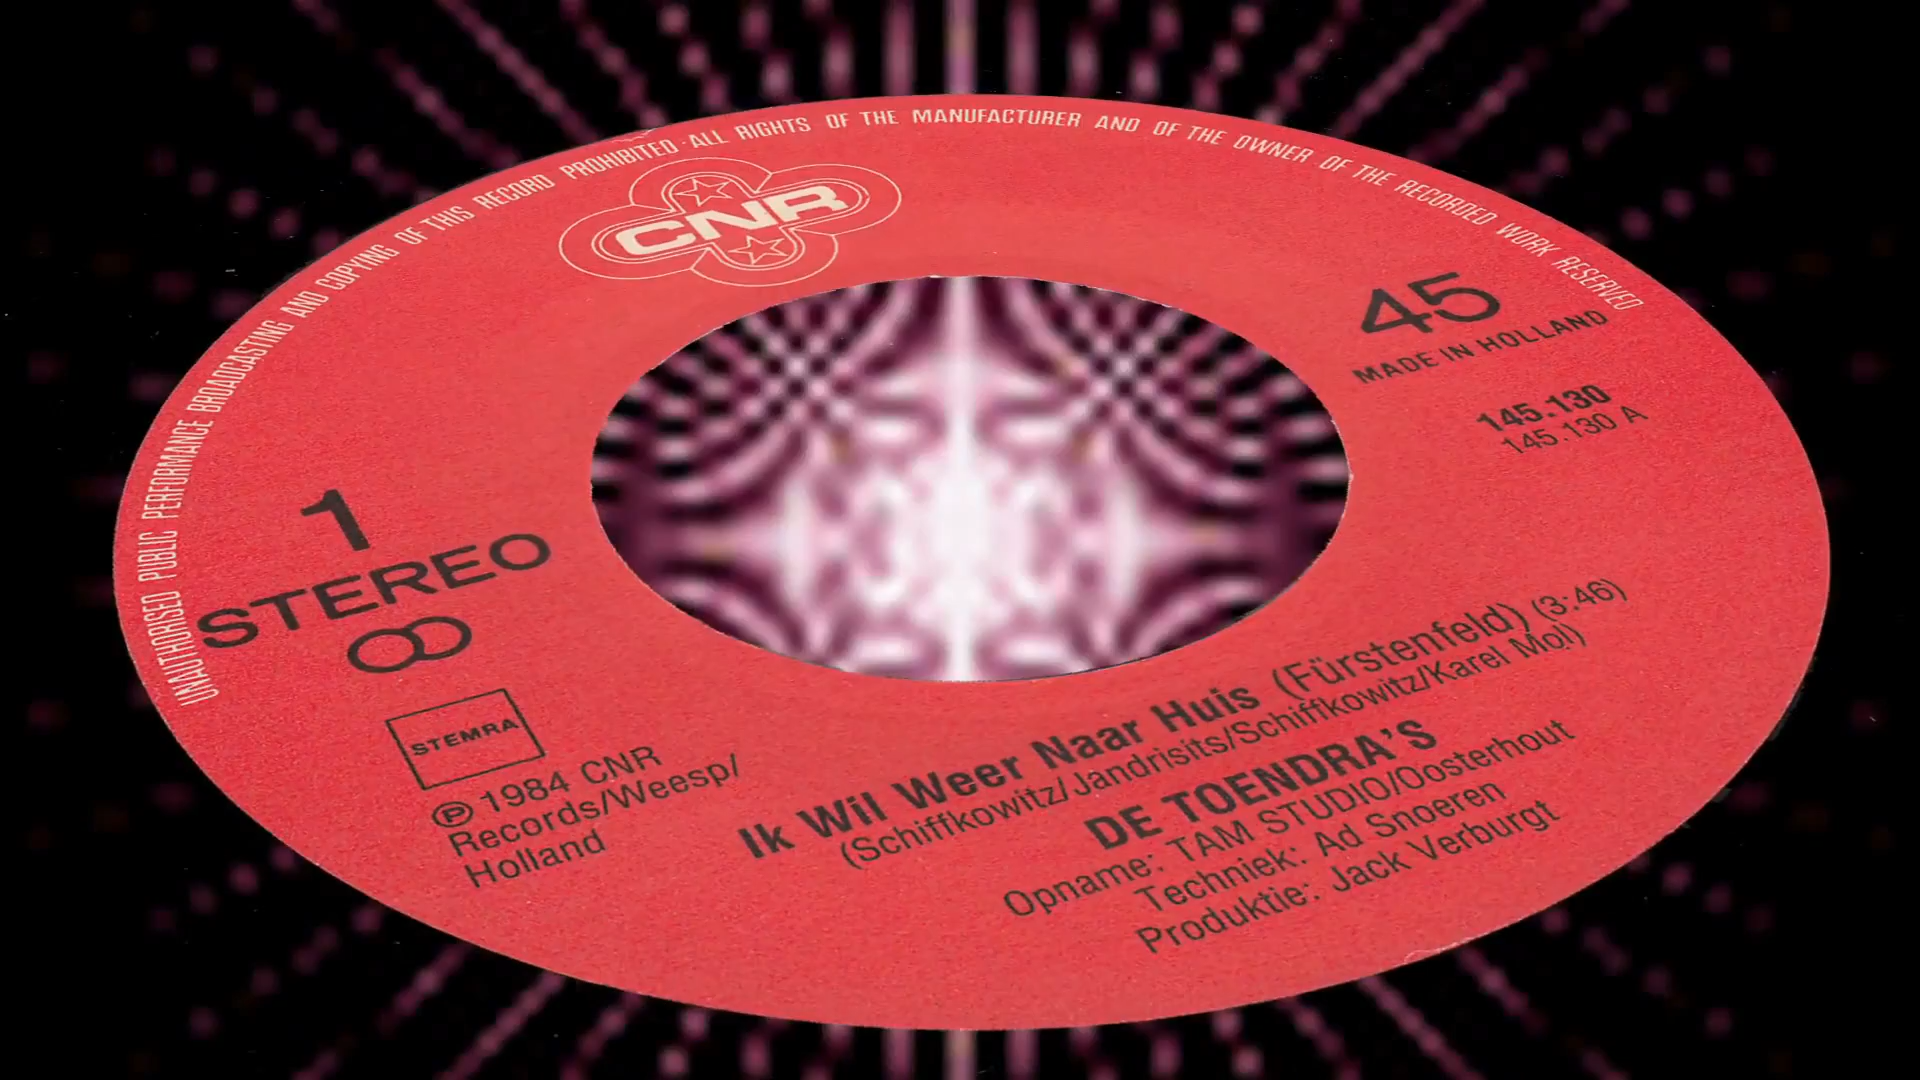 UNAUTHORISED PUBLIC PERFORMANCE BROADCASTING AND COPYING OF THIS RECORD PROHIBITED · ALL RIGHTS OF THE MANUFACTURER AND OF THE OWNER OF THE RECORDED WORK RESERVED
CNR
45
MADE IN HOLLAND
145.130
145.130 A
1
STEREO
STEMRA
℗ 1984 CNR
Records/Weesp/
Holland
Ik Wil Weer Naar Huis (Fürstenfeld) (3:46)
(Schiffkowitz/Jandrisits/Schiffkowitz/Karel Mol)
DE TOENDRA'S
Opname: TAM STUDIO/Oosterhout
Techniek: Ad Snoeren
Produktie: Jack Verburgt